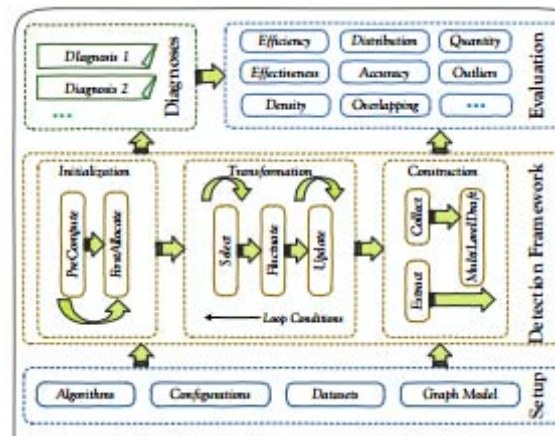 Diagnosis 1
Diagnosis 2
...
Diagnoses
Efficiency
Distribution
Quantity
Effectiveness
Accuracy
Outliers
Density
Overlapping
...
Evaluation
Initialization
PreCompute
FirstAllocate
Transformation
Select
Fluctuate
Update
Loop Conditions
Construction
Collect
Extract
MultiLevelDraft
Detection Framework
Algorithms
Configurations
Datasets
Graph Model
Setup